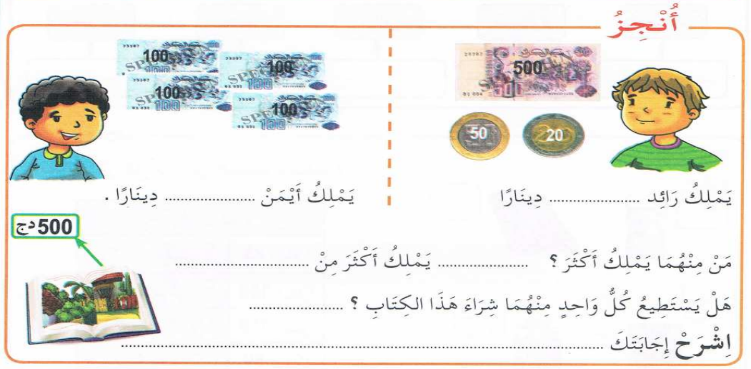 أُنْجِزُ
500
50 20
يَمْلِكُ رَائِد .................. دِينَارًا
100 100
100 100
يَمْلِكُ أَيْمَنْ .................. دِينَارًا .
مَنْ مِنْهُمَا يَمْلِكُ أَكْثَرَ ؟ .................. يَمْلِكُ أَكْثَرَ مِنْ ..................
500 دج
هَلْ يَسْتَطِيعُ كُلُّ وَاحِدٍ مِنْهُمَا شِرَاءَ هَذَا الكِتَابِ ؟ ..................
اِشْرَحْ إِجَابَتَكَ ..................